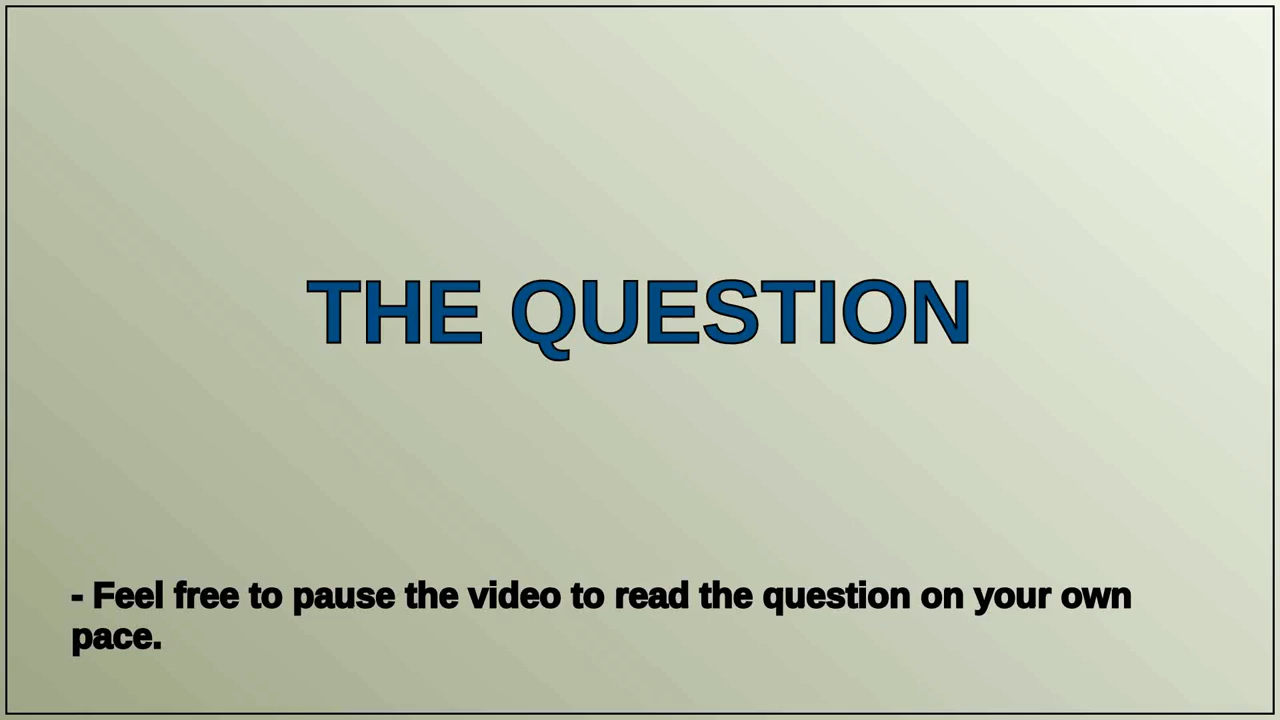 THE QUESTION
- Feel free to pause the video to read the question on your own
pace.